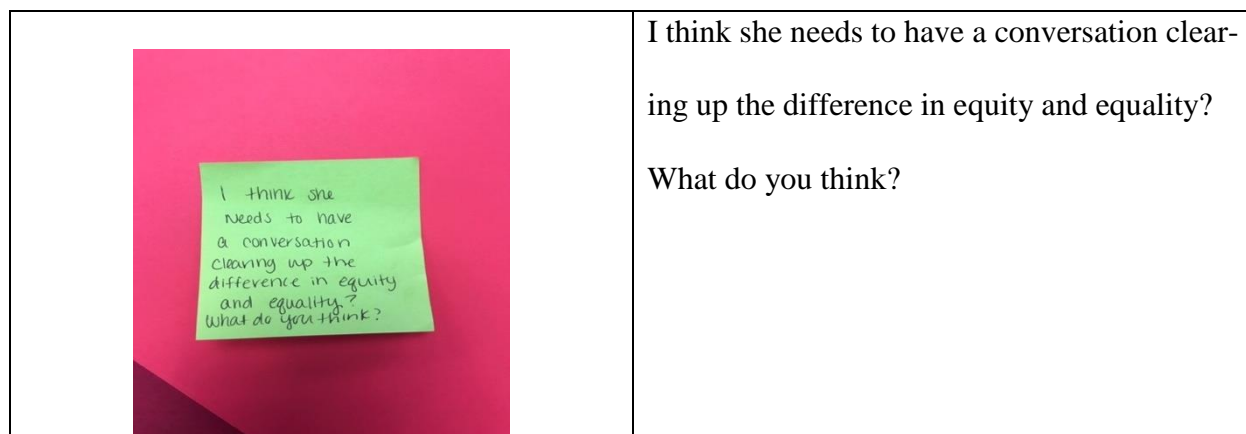 I think she
needs to have
a conversation
clearing up the
difference in equity
and equality?
What do you think?
I think she needs to have a conversation clear-
ing up the difference in equity and equality?
What do you think?